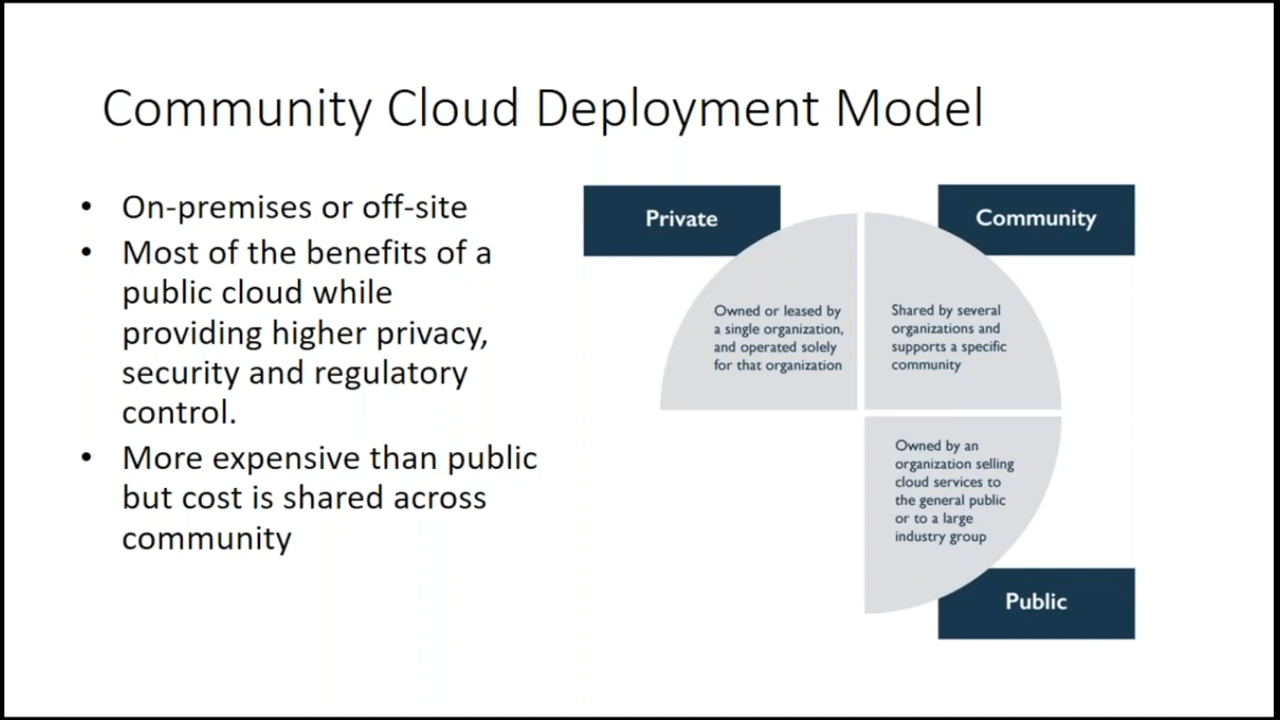 Community Cloud Deployment Model
• On-premises or off-site
• Most of the benefits of a
public cloud while
providing higher privacy,
security and regulatory
control.
• More expensive than public
but cost is shared across
community
Private
Owned or leased by
a single organization,
and operated solely
for that organization
Community
Shared by several
organizations and
supports a specific
community
Owned by an
organization selling
cloud services to
the general public
or to a large
industry group
Public